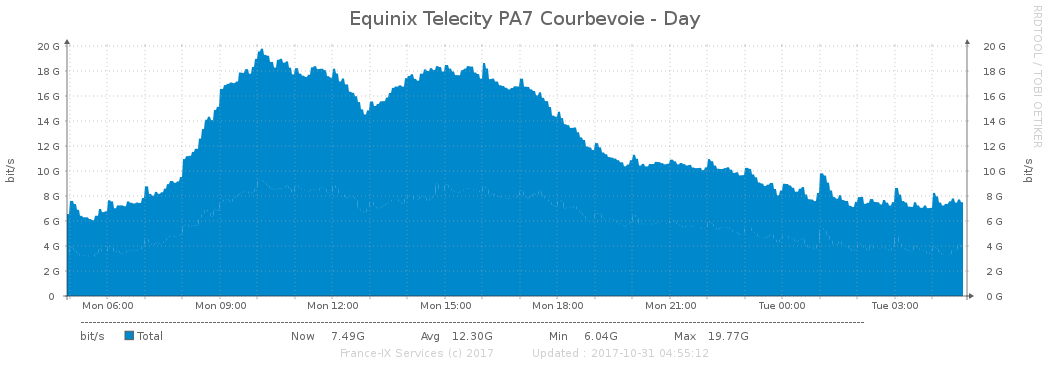 Equinix Telecity PA7 Courbevoie - Day
RRDTOOL / TOBI OETIKER
bit/s
20 G 20 G
18 G 18 G
16 G 16 G
14 G 14 G
12 G 12 G
10 G 10 G
8 G 8 G
6 G 6 G
4 G 4 G
2 G 2 G
0 0 G
bit/s
Mon 06:00 Mon 09:00 Mon 12:00 Mon 15:00 Mon 18:00 Mon 21:00 Tue 00:00 Tue 03:00
bit/s Total Now 7.49G Avg 12.30G Min 6.04G Max 19.77G
France-IX Services (c) 2017 Updated : 2017-10-31 04:55:12